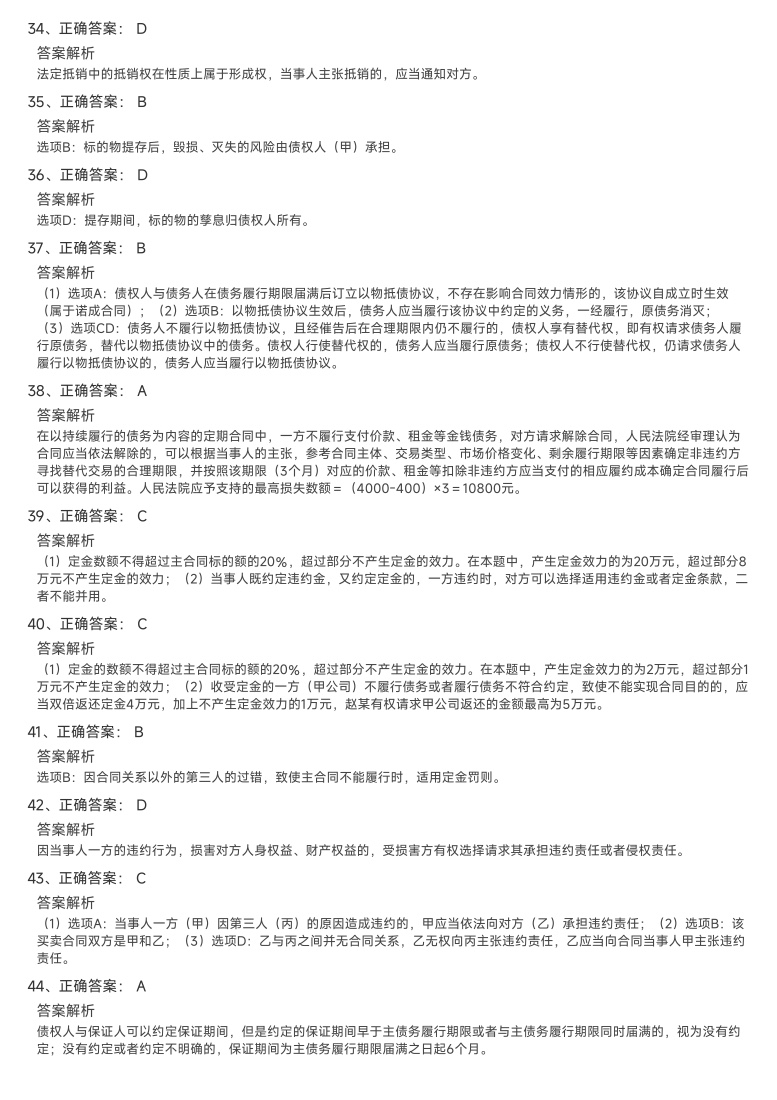 34、正确答案： D
答案解析
法定抵销中的抵销权在性质上属于形成权，当事人主张抵销的，应当通知对方。
35、正确答案： B
答案解析
选项B：标的物提存后，毁损、灭失的风险由债权人（甲）承担。
36、正确答案： D
答案解析
选项D：提存期间，标的物的孳息归债权人所有。
37、正确答案： B
答案解析
（1）选项A：债权人与债务人在债务履行期限届满后订立以物抵债协议，不存在影响合同效力情形的，该协议自成立时生效
（属于诺成合同）；（2）选项B：以物抵债协议生效后，债务人应当履行该协议中约定的义务，一经履行，原债务消灭；
（3）选项CD：债务人不履行以物抵债协议，且经催告后在合理期限内仍不履行的，债权人享有替代权，即有权请求债务人履
行原债务，替代以物抵债协议中的债务。债权人行使替代权的，债务人应当履行原债务；债权人不行使替代权，仍请求债务人
履行以物抵债协议的，债务人应当履行以物抵债协议。
38、正确答案： A
答案解析
在以持续履行的债务为内容的定期合同中，一方不履行支付价款、租金等金钱债务，对方请求解除合同，人民法院经审理认为
合同应当依法解除的，可以根据当事人的主张，参考合同主体、交易类型、市场价格变化、剩余履行期限等因素确定非违约方
寻找替代交易的合理期限，并按照该期限（3个月）对应的价款、租金等扣除非违约方应当支付的相应履约成本确定合同履行后
可以获得的利益。人民法院应予支持的最高损失数额＝（4000-400）×3＝10800元。
39、正确答案： C
答案解析
（1）定金数额不得超过主合同标的额的20%，超过部分不产生定金的效力。在本题中，产生定金效力的为20万元，超过部分8
万元不产生定金的效力；（2）当事人既约定违约金，又约定定金的，一方违约时，对方可以选择适用违约金或者定金条款，二
者不能并用。
40、正确答案： C
答案解析
（1）定金的数额不得超过主合同标的额的20%，超过部分不产生定金的效力。在本题中，产生定金效力的为2万元，超过部分1
万元不产生定金的效力；（2）收受定金的一方（甲公司）不履行债务或者履行债务不符合约定，致使不能实现合同目的的，应
当双倍返还定金4万元，加上不产生定金效力的1万元，赵某有权请求甲公司返还的金额最高为5万元。
41、正确答案： B
答案解析
选项B：因合同关系以外的第三人的过错，致使主合同不能履行时，适用定金罚则。
42、正确答案： D
答案解析
因当事人一方的违约行为，损害对方人身权益、财产权益的，受损害方有权选择请求其承担违约责任或者侵权责任。
43、正确答案： C
答案解析
（1）选项A：当事人一方（甲）因第三人（丙）的原因造成违约的，甲应当依法向对方（乙）承担违约责任；（2）选项B：该
买卖合同双方是甲和乙；（3）选项D：乙与丙之间并无合同关系，乙无权向丙主张违约责任，乙应当向合同当事人甲主张违约
责任。
44、正确答案： A
答案解析
债权人与保证人可以约定保证期间，但是约定的保证期间早于主债务履行期限或者与主债务履行期限同时届满的，视为没有约
定；没有约定或者约定不明确的，保证期间为主债务履行期限届满之日起6个月。